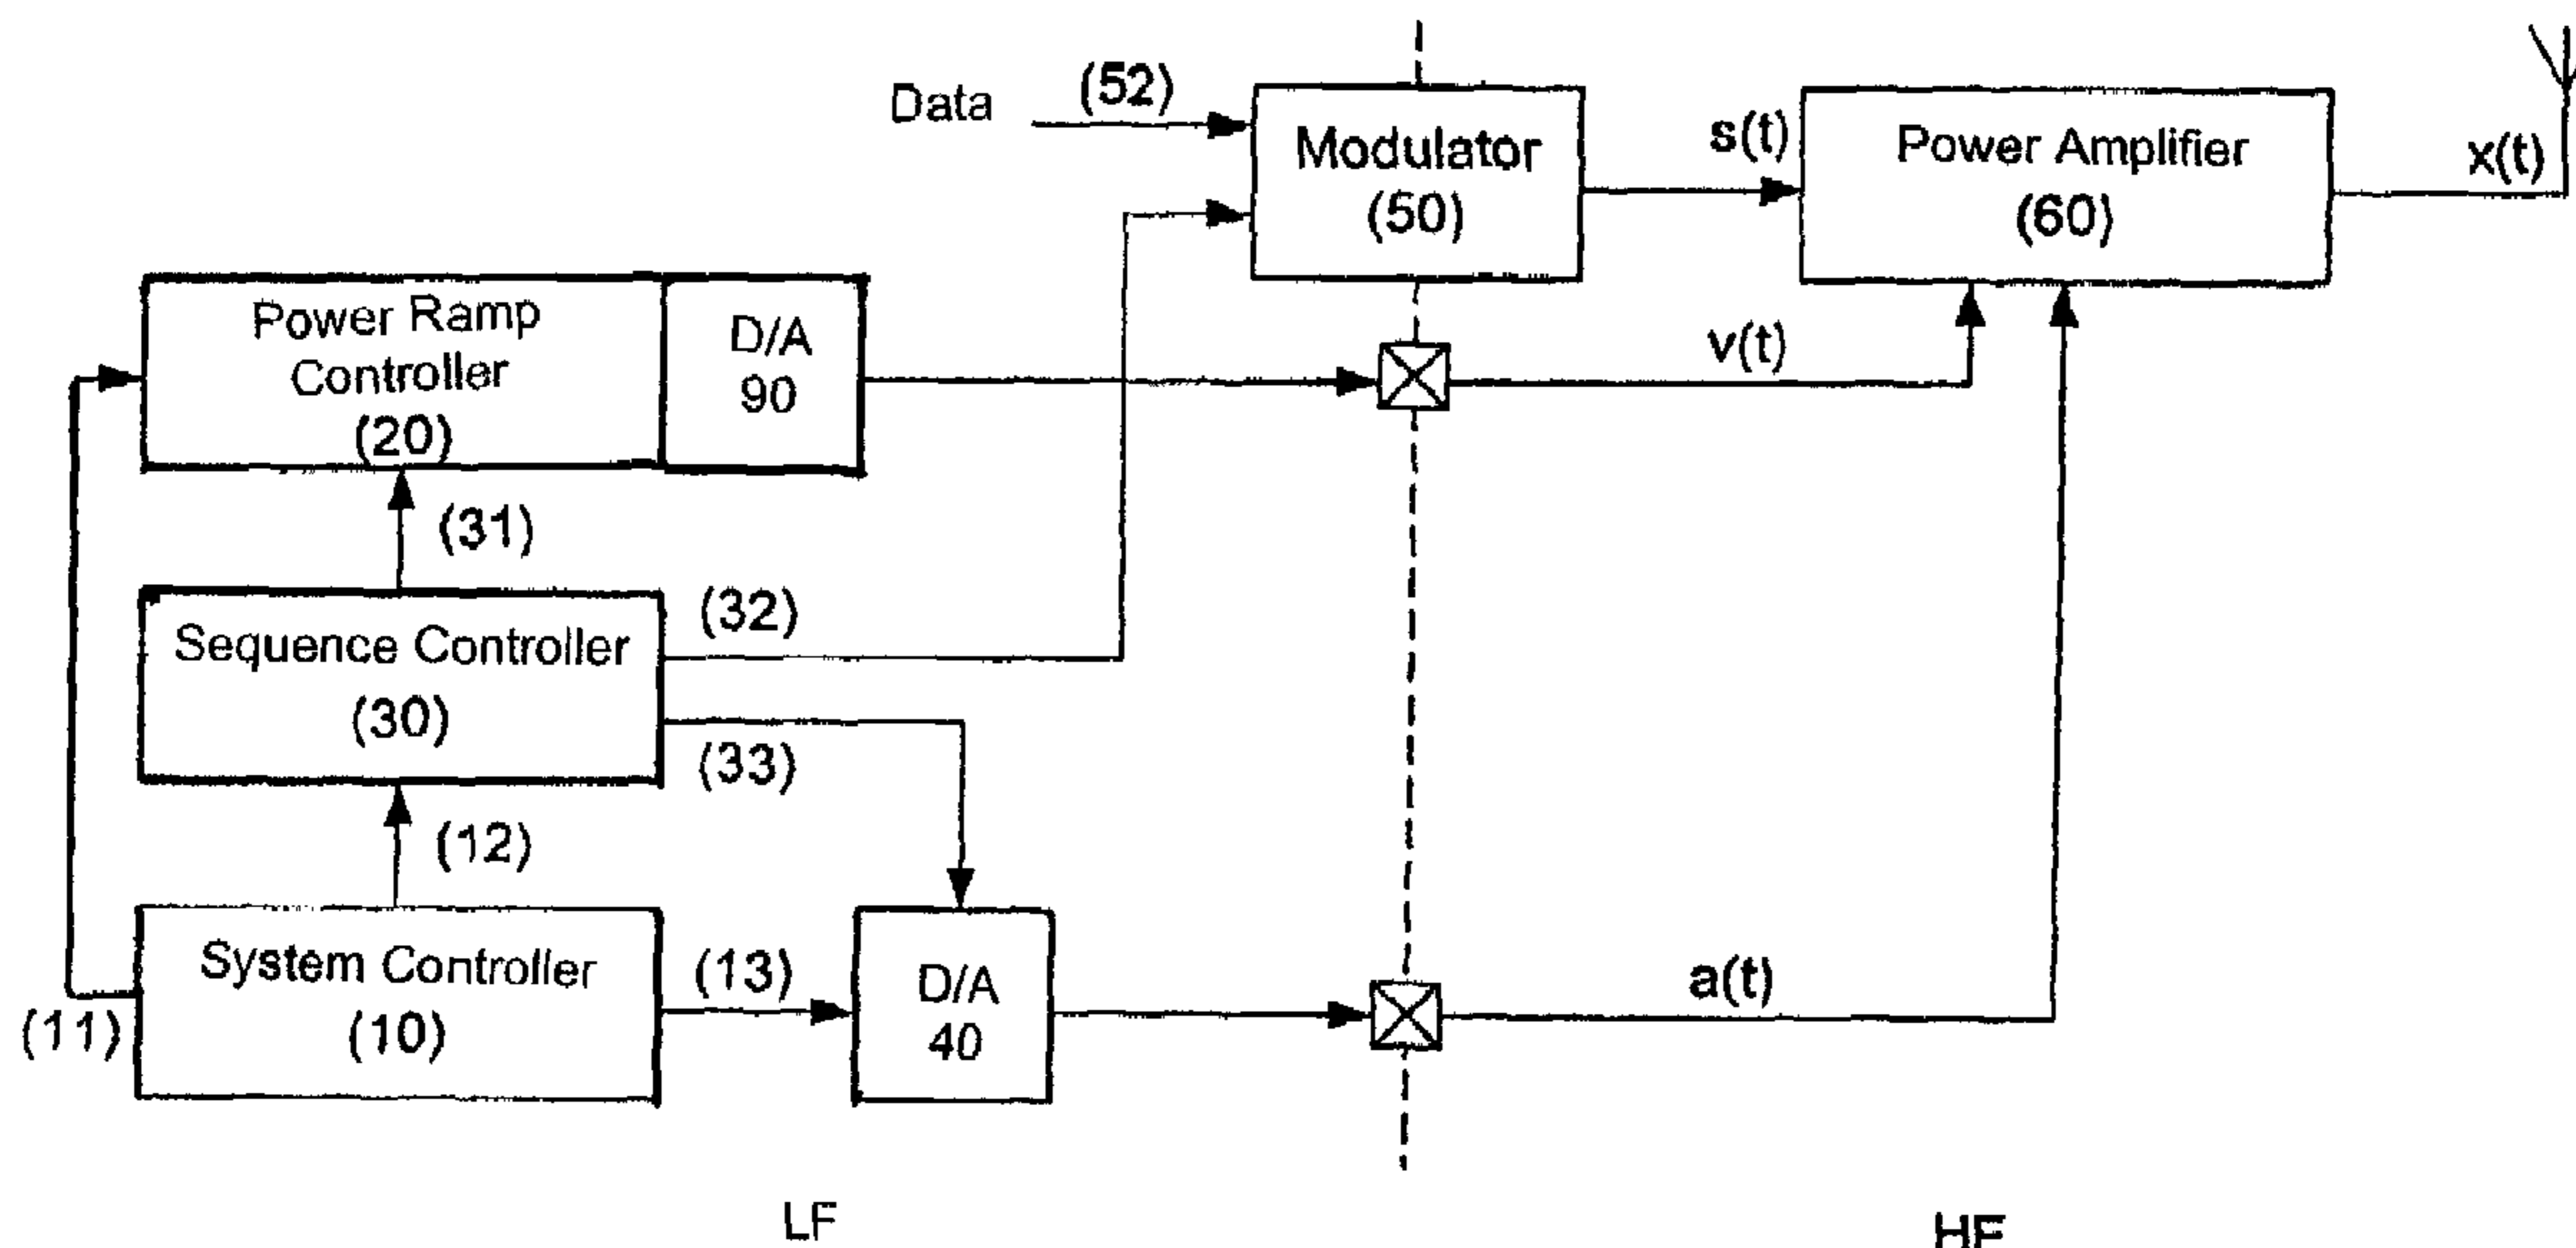 Data
(52)
Modulator
(50)
s(t)
Power Amplifier
(60)
x(t)
Power Ramp
Controller
(20)
D/A
90
v(t)
(31)
Sequence Controller
(30)
(32)
(33)
(12)
System Controller
(10)
(11)
(13)
D/A
40
a(t)
LF
HF